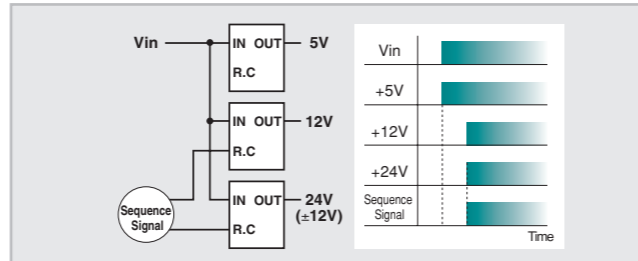 Vin
IN OUT
5V
R.C
IN OUT
12V
R.C
IN OUT
24V
(±12V)
R.C
Sequence
Signal
Vin
+5V
+12V
+24V
Sequence
Signal
Time